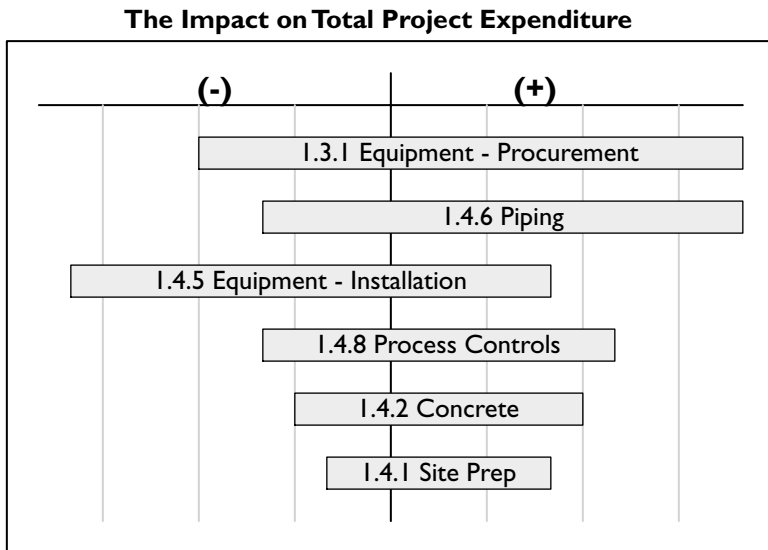 The Impact on Total Project Expenditure
(-) (+)
1.3.1 Equipment - Procurement
1.4.6 Piping
1.4.5 Equipment - Installation
1.4.8 Process Controls
1.4.2 Concrete
1.4.1 Site Prep